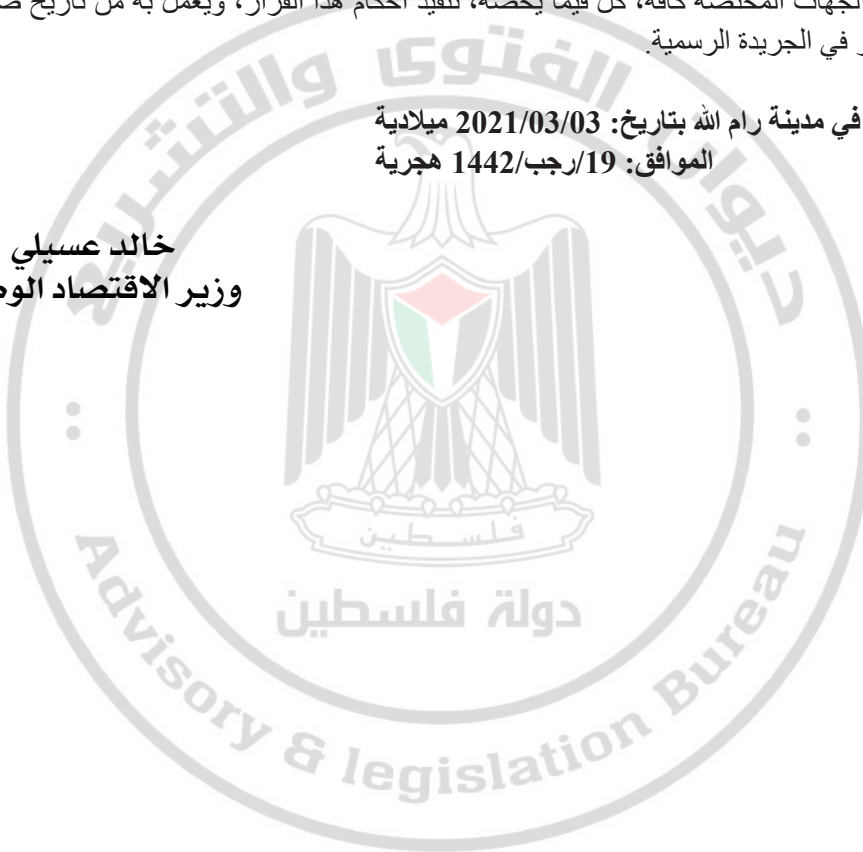 الجهات المختصة كافة، كل فيما يخصه، تنفيذ أحكام هذا القرار، ويعمل به من تاريخ
في الجريدة الرسمية.
في مدينة رام الله بتاريخ: 2021/03/03 ميلادية
الموافق: 19/رجب/1442 هجرية
خالد عسيلي
وزير الاقتصاد
ديوان الفتوى والتشريع
فلسطين
دولة فلسطين
Advisory & legislation Bureau